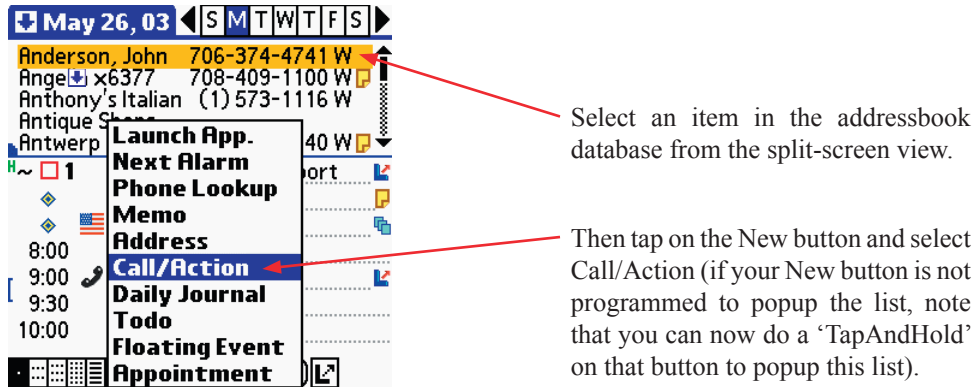 May 26, 03 S M T W T F S
Anderson, John 706-374-4741 W
Ange x6377 708-409-1100 W
Anthony's Italian (1) 573-1116 W
Antique
Antwerp 40 W
Launch App.
Next Alarm
Phone Lookup
Memo
Address
Call/Action
Daily Journal
Todo
Floating Event
Appointment
H~ 1 port
8:00
9:00
9:30
10:00
Select an item in the addressbook
database from the split-screen view.
Then tap on the New button and select
Call/Action (if your New button is not
programmed to popup the list, note
that you can now do a ‘TapAndHold’
on that button to popup this list).